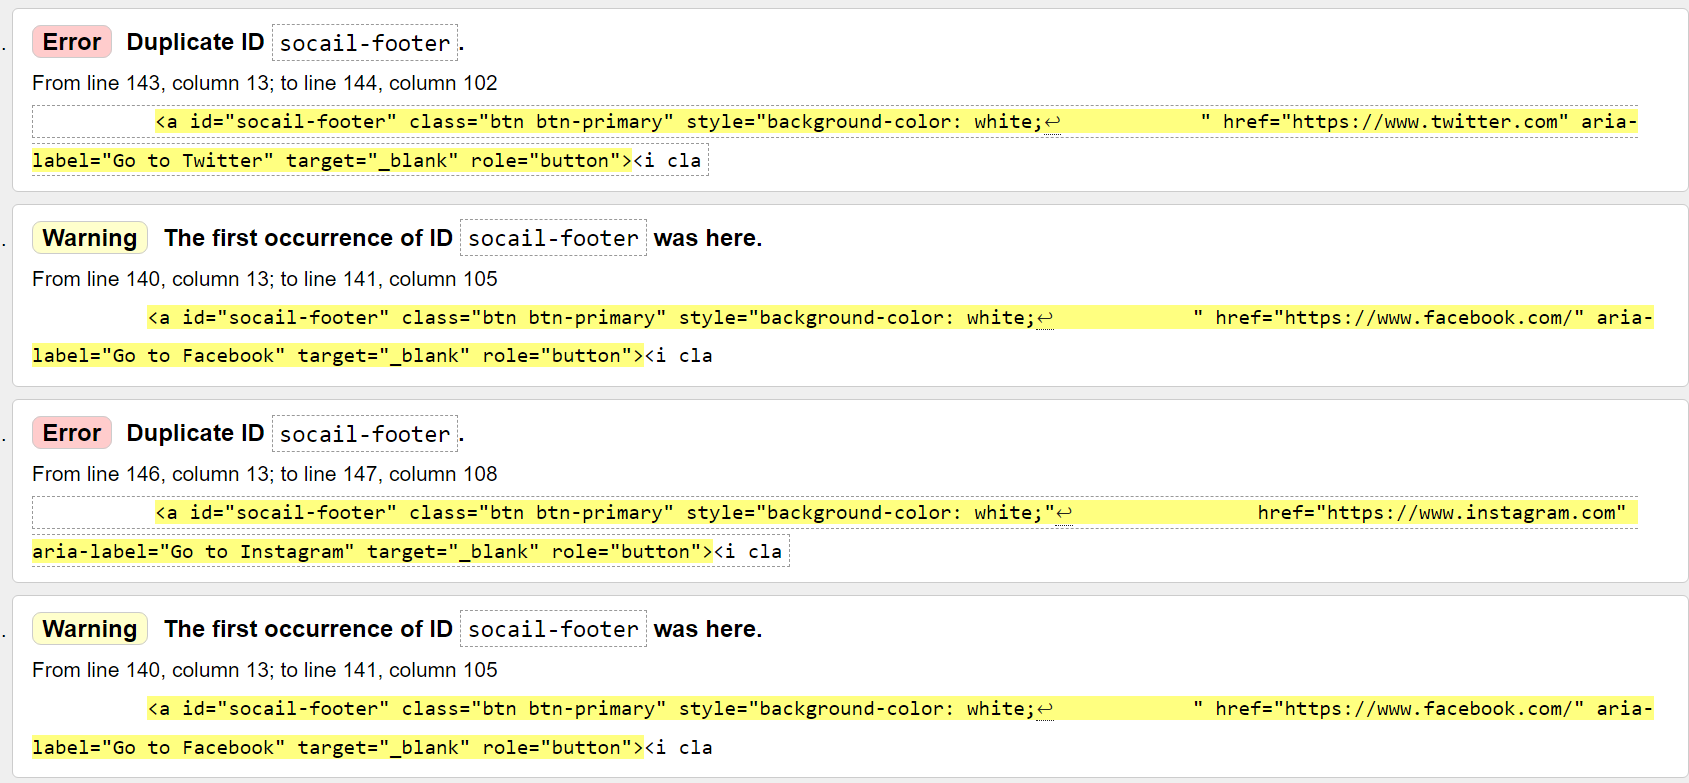 Error Duplicate ID socail-footer.
From line 143, column 13; to line 144, column 102
<a id="socail-footer" class="btn btn-primary" style="background-color: white;↩ " href="https://www.twitter.com" aria-
label="Go to Twitter" target="_blank" role="button"><i cla
Warning The first occurrence of ID socail-footer was here.
From line 140, column 13; to line 141, column 105
<a id="socail-footer" class="btn btn-primary" style="background-color: white;↩ " href="https://www.facebook.com/" aria-
label="Go to Facebook" target="_blank" role="button"><i cla
Error Duplicate ID socail-footer.
From line 146, column 13; to line 147, column 108
<a id="socail-footer" class="btn btn-primary" style="background-color: white;"↩ href="https://www.instagram.com"
aria-label="Go to Instagram" target="_blank" role="button"><i cla
Warning The first occurrence of ID socail-footer was here.
From line 140, column 13; to line 141, column 105
<a id="socail-footer" class="btn btn-primary" style="background-color: white;↩ " href="https://www.facebook.com/" aria-
label="Go to Facebook" target="_blank" role="button"><i cla